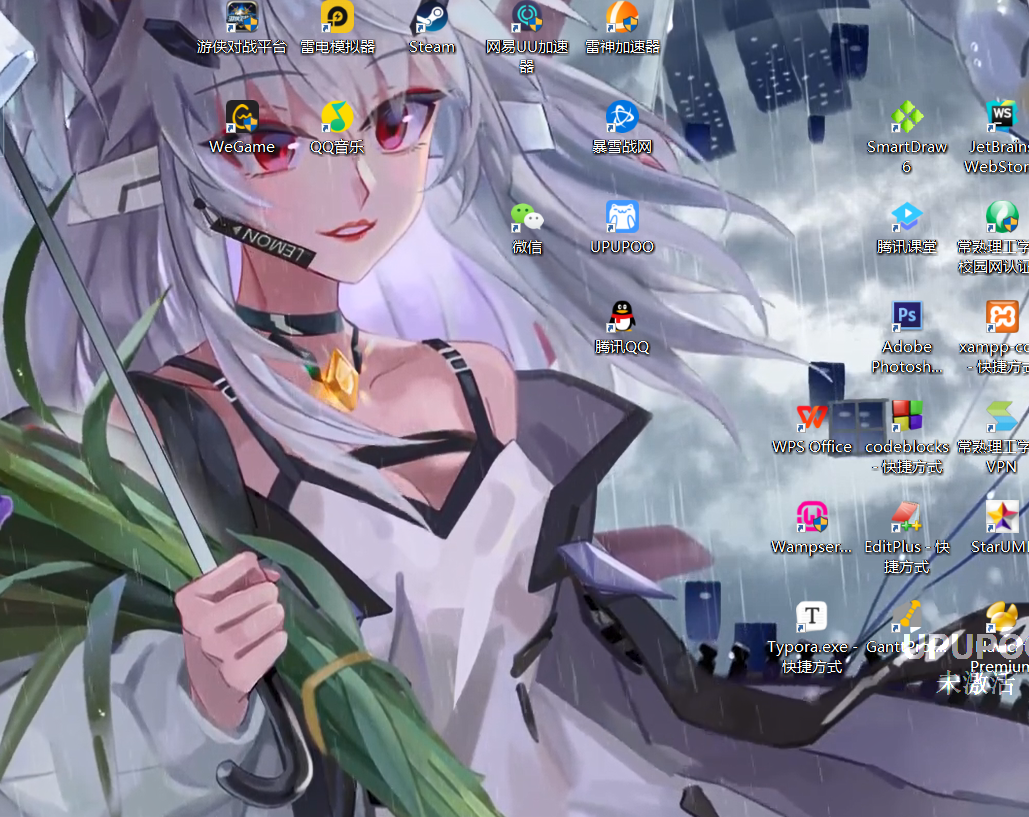 游侠对战平台
雷电模拟器
Steam
网易UU加速
器
雷神加速器
WeGame
QQ音乐
暴雪战网
SmartDraw
6
WS
JetBrains
WebStor
微信
UPUPOO
腾讯课堂
常熟理工学
校园网认证
LEMON
腾讯QQ
Ps
Adobe
Photosh...
xampp-co
- 快捷方式
WPS Office
codeblocks
- 快捷方式
常熟理工学
VPN
Wampser...
EditPlus - 快
捷方式
StarUM
T
Typora.exe -
快捷方式
GanttPro...
Premium
UPUPOO
未激活